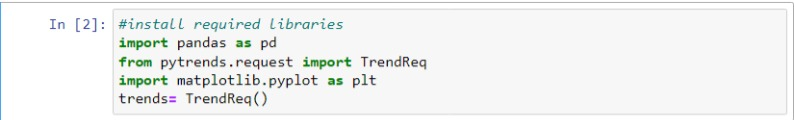 In [2]: #install required libraries
import pandas as pd
from pytrends.request import TrendReq
import matplotlib.pyplot as plt
trends= TrendReq()